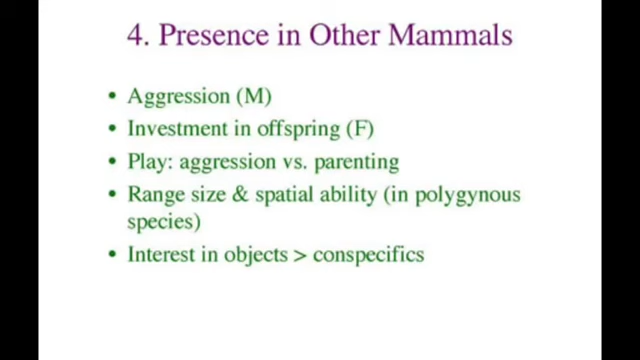 4. Presence in Other Mammals
• Aggression (M)
• Investment in offspring (F)
• Play: aggression vs. parenting
• Range size & spatial ability (in polygynous
species)
• Interest in objects > conspecifics